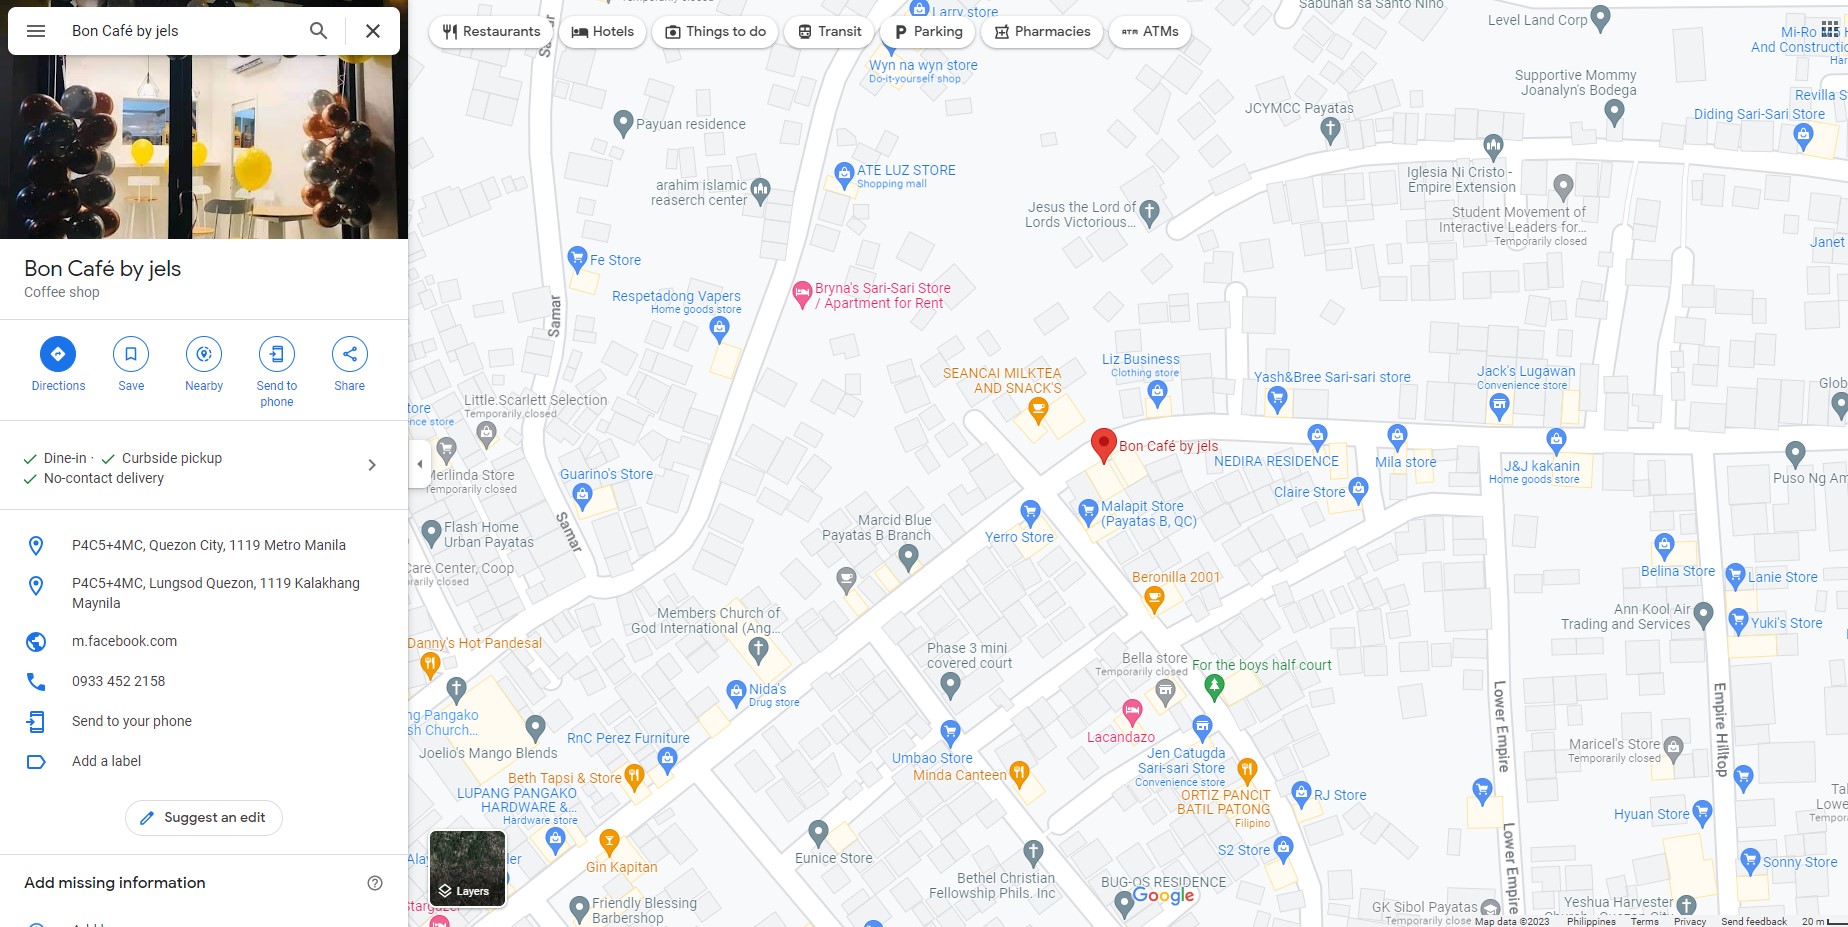 Bon Café by jels
Bon Café by jels
Coffee shop
Directions
Save
Nearby
Send to
phone
Share
Dine-in · Curbside pickup
No-contact delivery
P4C5+4MC, Quezon City, 1119 Metro Manila
P4C5+4MC, Lungsod Quezon, 1119 Kalakhang
Maynila
m.facebook.com
0933 452 2158
Send to your phone
Add a label
Suggest an edit
Add missing information
Restaurants
Hotels
Things to do
Transit
Parking
Pharmacies
ATMs
Larry store
Wyn na wyn store
Do-it-yourself shop
Level Land Corp
Mi-Ro
And Constructio
Supportive Mommy
Joanalyn's Bodega
Revilla S
Diding Sari-Sari Store
JCYMCC Payatas
Payuan residence
ATE LUZ STORE
Shopping mall
arahim islamic
reaserch center
Iglesia Ni Cristo -
Empire Extension
Student Movement of
Interactive Leaders for...
Temporarily closed
Jesus the Lord of
Lords Victorious...
Janet
Fe Store
Respetadong Vapers
Home goods store
Bryna's Sari-Sari Store
/ Apartment for Rent
Samar
SEANCAI MILKTEA
AND SNACK'S
Liz Business
Clothing store
Yash&Bree Sari-sari store
Jack's Lugawan
Convenience store
Glob
Little.Scarlett Selection
Temporarily closed
Merlinda Store
Temporarily closed
Guarino's Store
Samar
Bon Café by jels
NEDIRA RESIDENCE
Mila store
J&J kakanin
Home goods store
Puso Ng Am
Claire Store
Malapit Store
(Payatas B, QC)
Yerro Store
Marcid Blue
Payatas B Branch
Flash Home
Urban Payatas
Care Center, Coop
Beronilla 2001
Belina Store
Lanie Store
Ann Kool Air
Trading and Services
Yuki's Store
Members Church of
God International (Ang...
Danny's Hot Pandesal
Phase 3 mini
covered court
Bella store
Temporarily closed
For the boys half court
Nida's
Drug store
Lacandazo
Lower Empire
Empire Hilltop
ng Pangako
sh Church...
Joelio's Mango Blends
RnC Perez Furniture
Umbao Store
Minda Canteen
Jen Catugda
Sari-sari Store
Convenience store
Maricel's Store
Temporarily closed
Beth Tapsi & Store
LUPANG PANGAKO
HARDWARE &...
Hardware store
ORTIZ PANCIT
BATIL PATONG
Filipino
RJ Store
Hyuan Store
Gin Kapitan
Eunice Store
S2 Store
Lower Empire
Sonny Store
Bethel Christian
Fellowship Phils. Inc
BUG-OS RESIDENCE
Layers
Friendly Blessing
Barbershop
Google
GK Sibol Payatas
Temporarily close
Yeshua Harvester
Map data ©2023
Philippines
Terms
Privacy
Send feedback
20 m